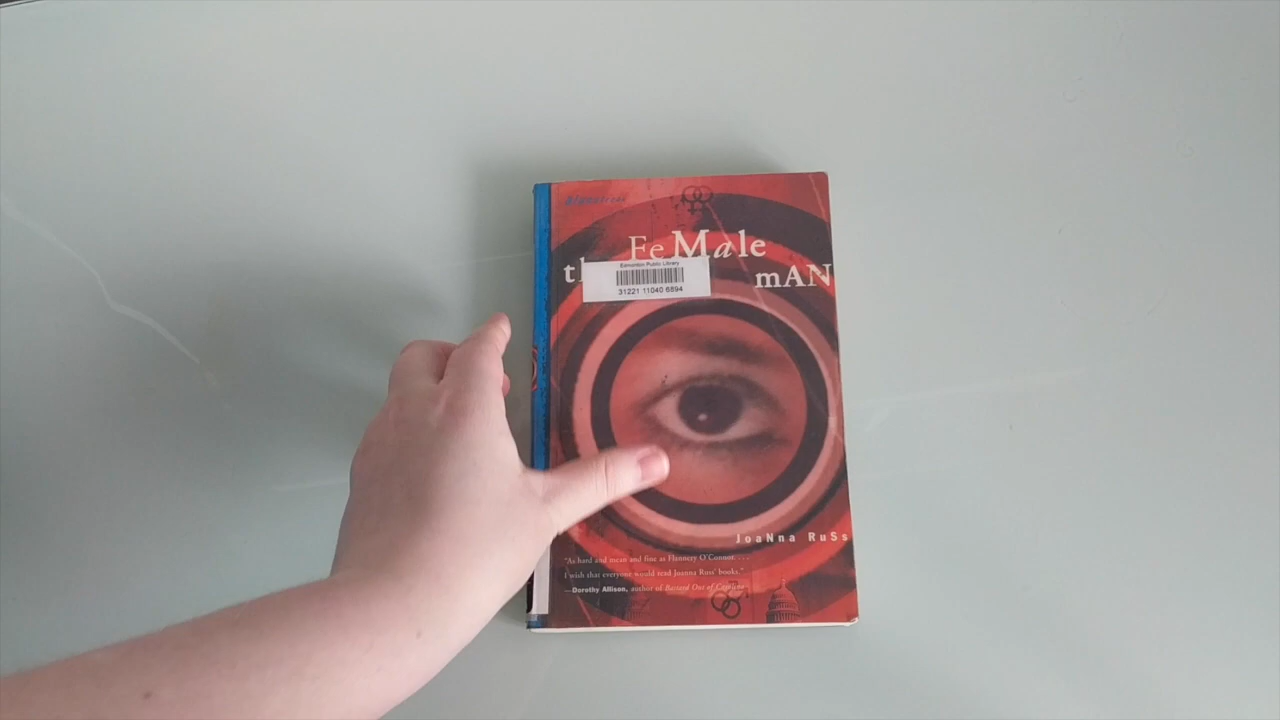 FeMale
mAN
Edmonton Public Library
31221 11040 6894
JoaNna RuSs
"As hard and mean and fine as Flannery O'Connor. . . .
I wish that everyone would read Joanna Russ' books."
—Dorothy Allison, author of Bastard Out of Carolina